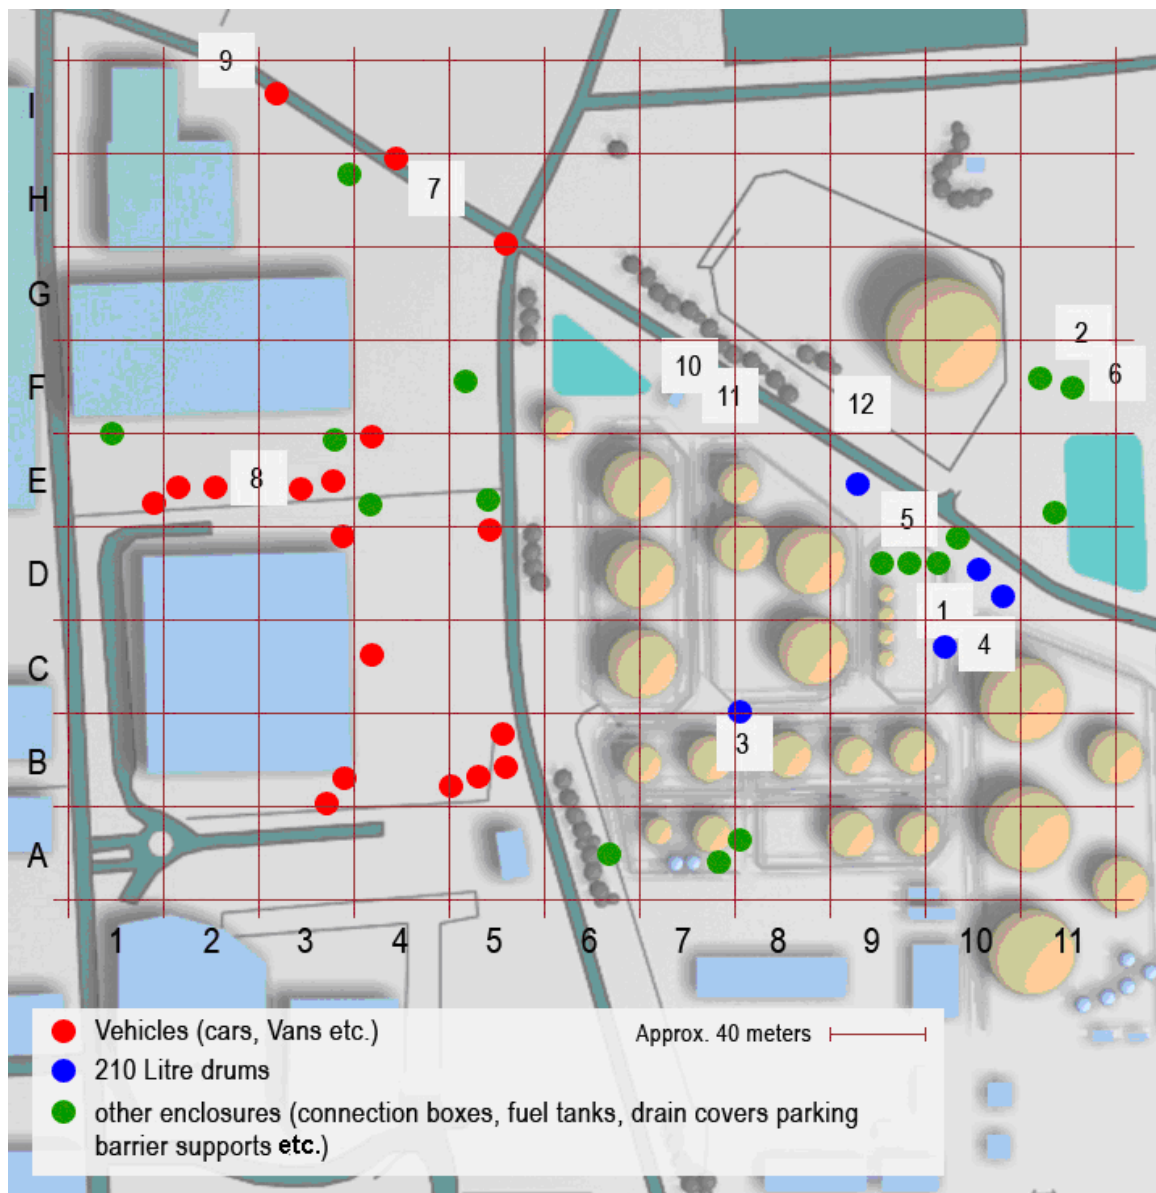 9
I
7
H
G
2
10
6
F
11
12
8
E
5
D
1
4
C
3
B
A
1 2 3 4 5 6 7 8 9 10 11
Vehicles (cars, Vans etc.)
Approx. 40 meters
210 Litre drums
other enclosures (connection boxes, fuel tanks, drain covers parking
barrier supports etc.)